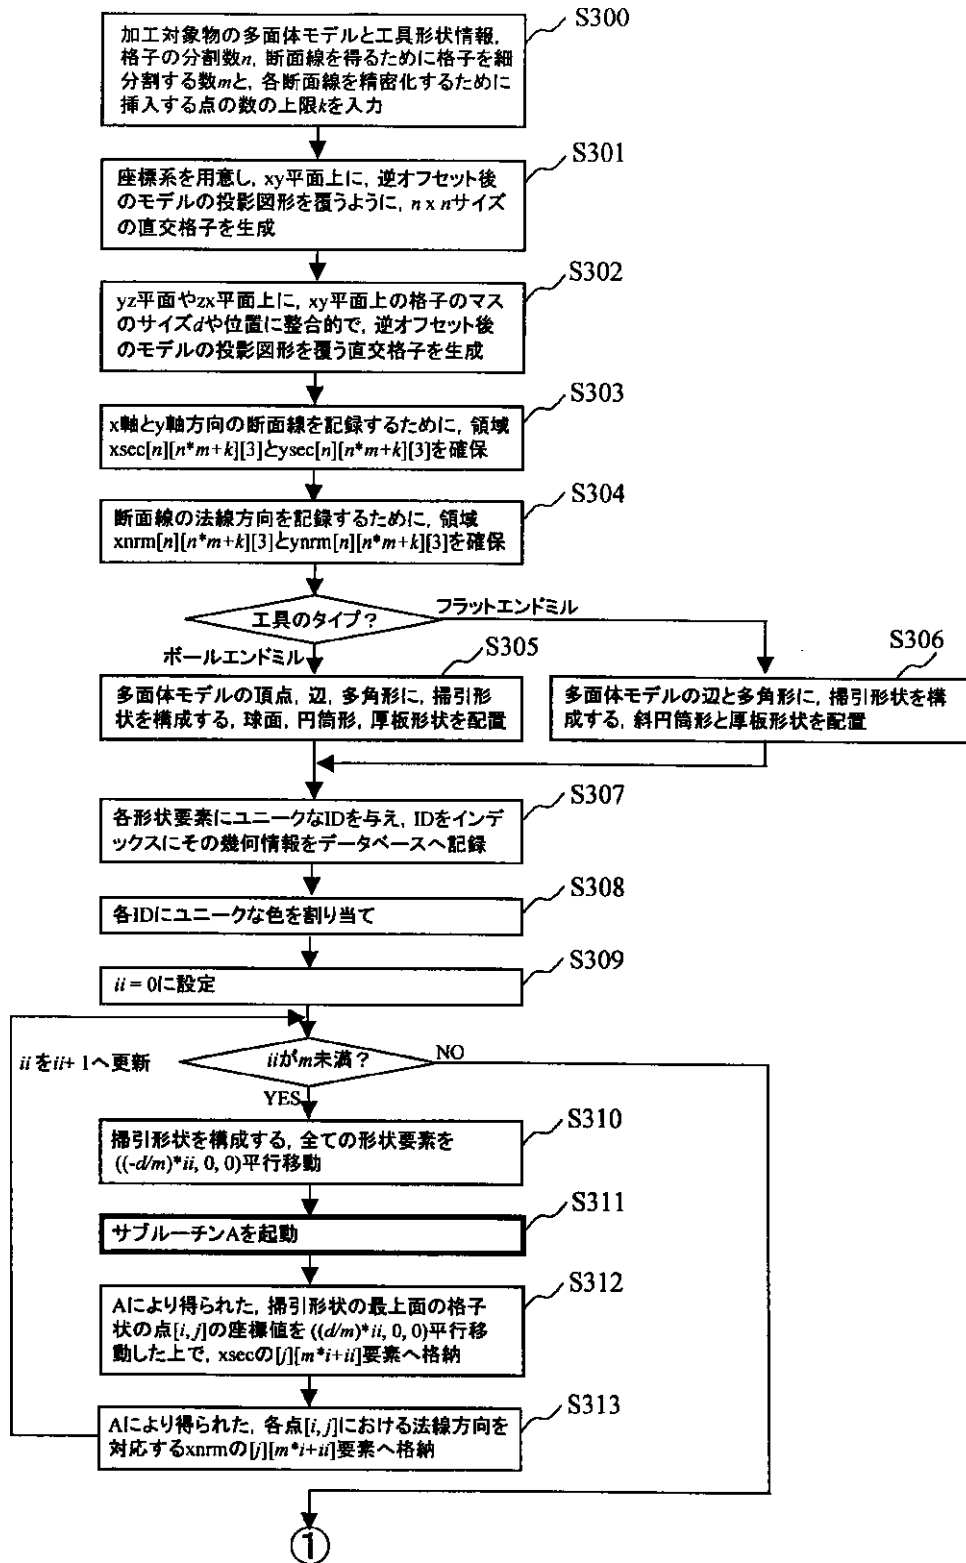 S300
加工対象物の多面体モデルと工具形状情報,
格子の分割数n, 断面線を得るために格子を細
分割する数mと, 各断面線を精密化するために
挿入する点の数の上限kを入力
S301
座標系を用意し, xy平面上に, 逆オフセット後
のモデルの投影図形を覆うように, n x nサイズ
の直交格子を生成
S302
yz平面やzx平面上に, xy平面上の格子のマス
のサイズdや位置に整合的で, 逆オフセット後
のモデルの投影図形を覆う直交格子を生成
S303
x軸とy軸方向の断面線を記録するために, 領域
xsec[n][n*m+k][3]とysec[n][n*m+k][3]を確保
S304
断面線の法線方向を記録するために, 領域
xnrm[n][n*m+k][3]とynrm[n][n*m+k][3]を確保
工具のタイプ?
フラットエンドミル
ボールエンドミル
S305
多面体モデルの頂点, 辺, 多角形に, 掃引形
状を構成する, 球面, 円筒形, 厚板形状を配置
S306
多面体モデルの辺と多角形に, 掃引形状を構
成する, 斜円筒形と厚板形状を配置
S307
各形状要素にユニークなIDを与え, IDをインデ
ックスにその幾何情報をデータベースへ記録
S308
各IDにユニークな色を割り当て
S309
ii = 0に設定
iiをii+ 1へ更新
iiがm未満?
NO
YES
S310
掃引形状を構成する, 全ての形状要素を
((-d/m)*ii, 0, 0)平行移動
S311
サブルーチンAを起動
S312
Aにより得られた, 掃引形状の最上面の格子
状の点[i, j]の座標値を ((d/m)*ii, 0, 0)平行移
動した上で, xsecの[j][m*i+ii]要素へ格納
S313
Aにより得られた, 各点[i, j]における法線方向を
対応するxnrmの[j][m*i+ii]要素へ格納
①